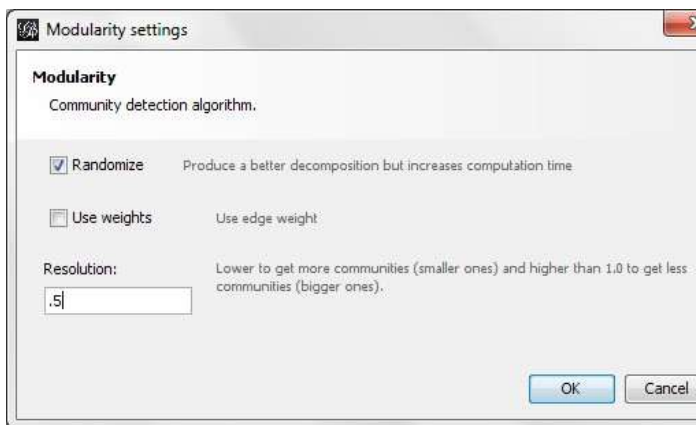 Modularity settings
Modularity
Community detection algorithm.
Randomize Produce a better decomposition but increases computation time
Use weights Use edge weight
Resolution: Lower to get more communities (smaller ones) and higher than 1.0 to get less
communities (bigger ones).
.5
OK Cancel